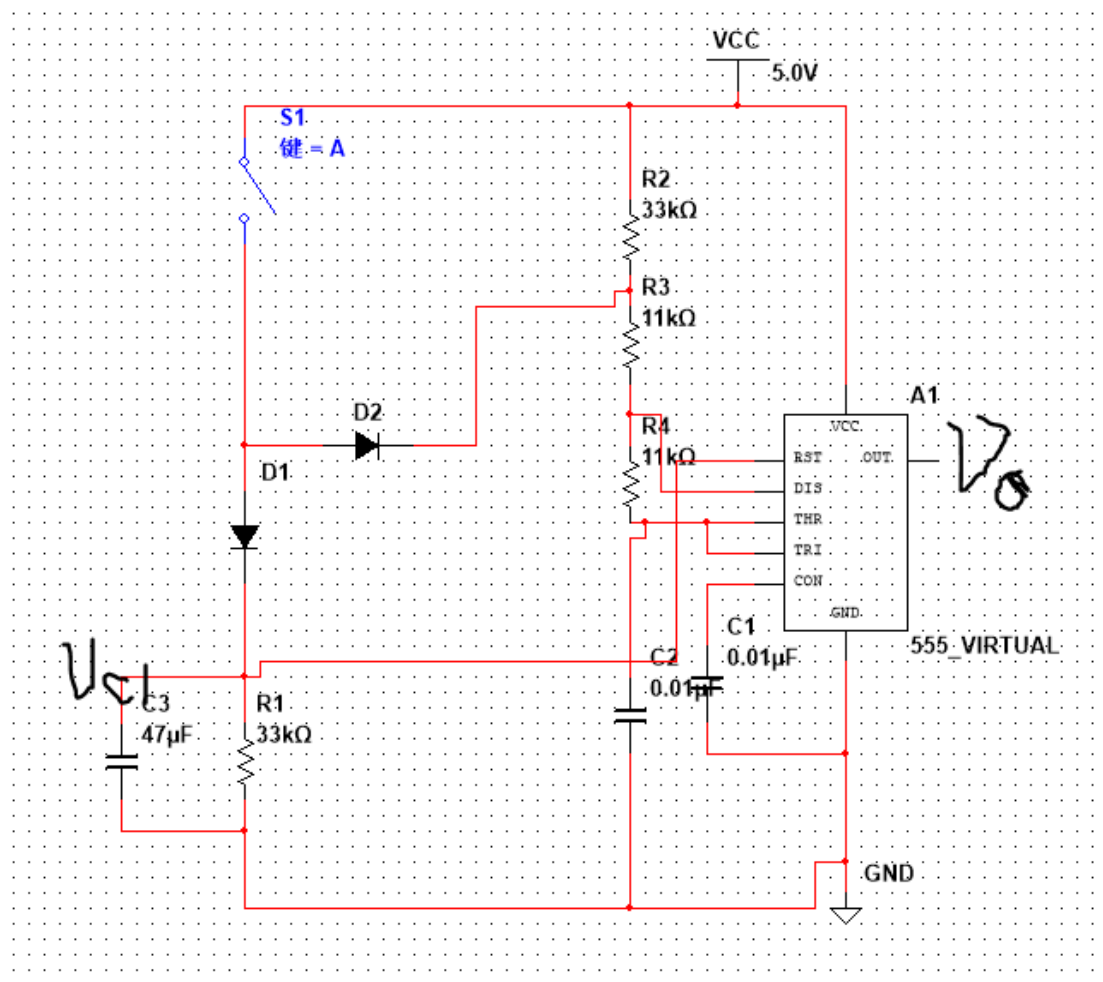 VCC
5.0V
S1
键 = A
R2
33kΩ
R3
11kΩ
A1
D2
R4
11kΩ
VCC
RST
OUT
V₀
D1
DIS
THR
TRI
CON
GND
C1
0.01µF
555_VIRTUAL
C2
0.01µF
Vc1
C3
47µF
R1
33kΩ
GND